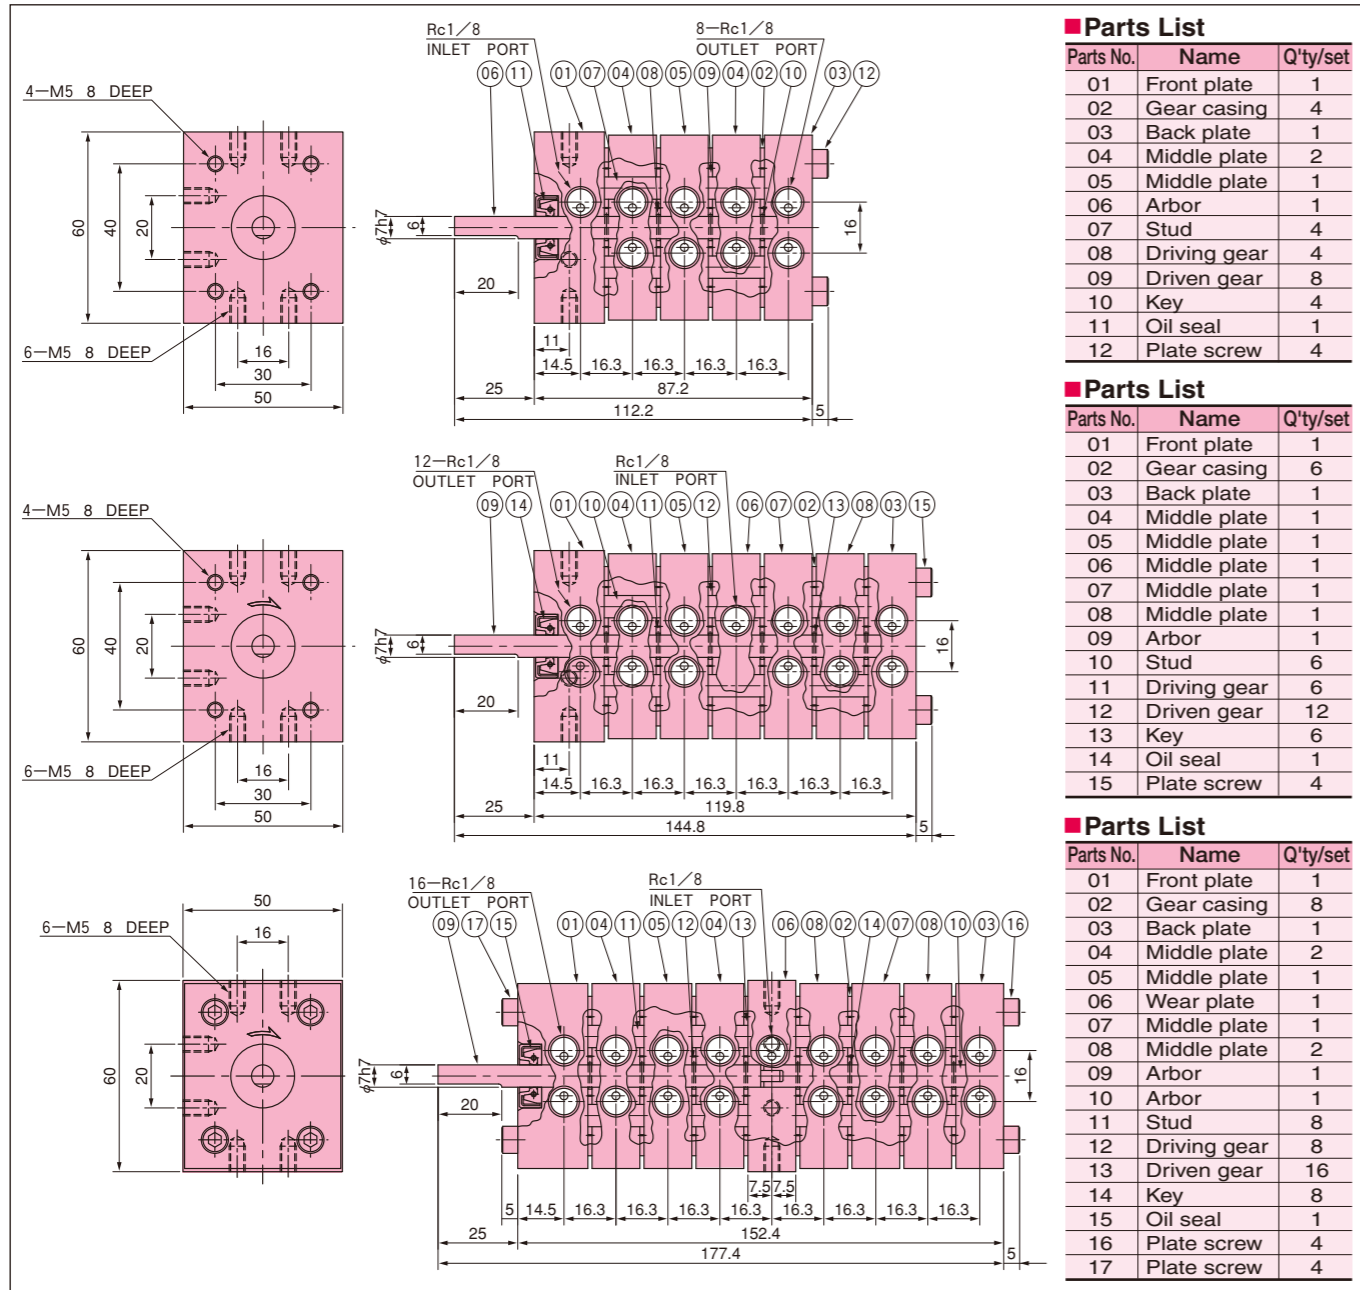 Rc1/8
INLET PORT
8-Rc1/8
OUTLET PORT
06 11 01 07 04 08 05 09 04 02 10 03 12
4-M5 8 DEEP
60
40
20
6-M5 8 DEEP
16
30
50
φ7h7
6
20
16
11
14.5 16.3 16.3 16.3 16.3
25 87.2
112.2 5
■Parts List
Parts No. Name Q'ty/set
01 Front plate 1
02 Gear casing 4
03 Back plate 1
04 Middle plate 2
05 Middle plate 1
06 Arbor 1
07 Stud 4
08 Driving gear 4
09 Driven gear 8
10 Key 4
11 Oil seal 1
12 Plate screw 4
12-Rc1/8
OUTLET PORT
Rc1/8
INLET PORT
09 14 01 10 04 11 05 12 06 07 02 13 08 03 15
4-M5 8 DEEP
60
40
20
6-M5 8 DEEP
16
30
50
φ7h7
6
20
16
11
14.5 16.3 16.3 16.3 16.3 16.3 16.3
25 119.8
144.8 5
■Parts List
Parts No. Name Q'ty/set
01 Front plate 1
02 Gear casing 6
03 Back plate 1
04 Middle plate 1
05 Middle plate 1
06 Middle plate 1
07 Middle plate 1
08 Middle plate 1
09 Arbor 1
10 Stud 6
11 Driving gear 6
12 Driven gear 12
13 Key 6
14 Oil seal 1
15 Plate screw 4
16-Rc1/8
OUTLET PORT
Rc1/8
INLET PORT
09 17 15 01 04 11 05 12 04 13 06 08 02 14 07 08 10 03 16
50
6-M5 8 DEEP
16
60
20
φ7h7
6
20
16
7.5 7.5
5 14.5 16.3 16.3 16.3 16.3 16.3 16.3 16.3 16.3
25 152.4
177.4 5
■Parts List
Parts No. Name Q'ty/set
01 Front plate 1
02 Gear casing 8
03 Back plate 1
04 Middle plate 2
05 Middle plate 1
06 Wear plate 1
07 Middle plate 1
08 Middle plate 2
09 Arbor 1
10 Arbor 1
11 Stud 8
12 Driving gear 8
13 Driven gear 16
14 Key 8
15 Oil seal 1
16 Plate screw 4
17 Plate screw 4